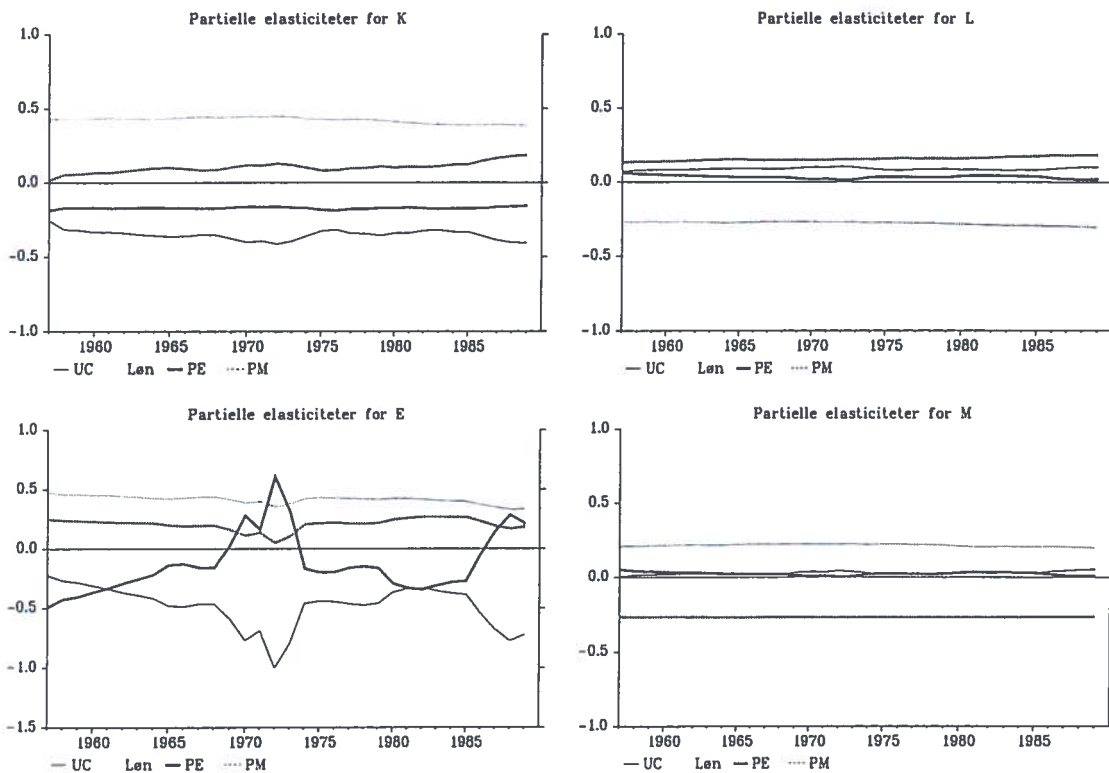 Partielle elasticiteter for K
1.0
0.5
0.0
-0.5
-1.0
1960 1965 1970 1975 1980 1985
UC Løn PE PM
Partielle elasticiteter for L
1.0
0.5
0.0
-0.5
-1.0
1960 1965 1970 1975 1980 1985
UC Løn PE PM
Partielle elasticiteter for E
1.0
0.5
0.0
-0.5
-1.0
-1.5
1960 1965 1970 1975 1980 1985
UC Løn PE PM
Partielle elasticiteter for M
1.0
0.5
0.0
-0.5
-1.0
1960 1965 1970 1975 1980 1985
UC Løn PE PM